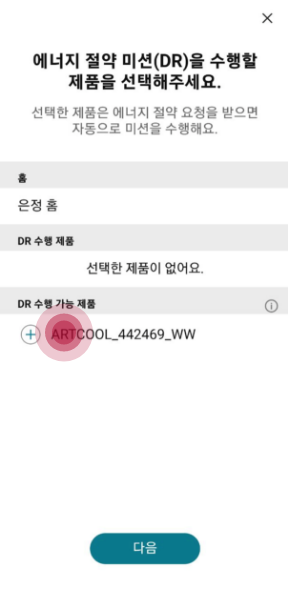 에너지 절약 미션(DR)을 수행할
제품을 선택해주세요.
선택한 제품은 에너지 절약 요청을 받으면
자동으로 미션을 수행해요.
홈
은정 홈
DR 수행 제품
선택한 제품이 없어요.
DR 수행 가능 제품
ARTCOOL_442469_WW
다음